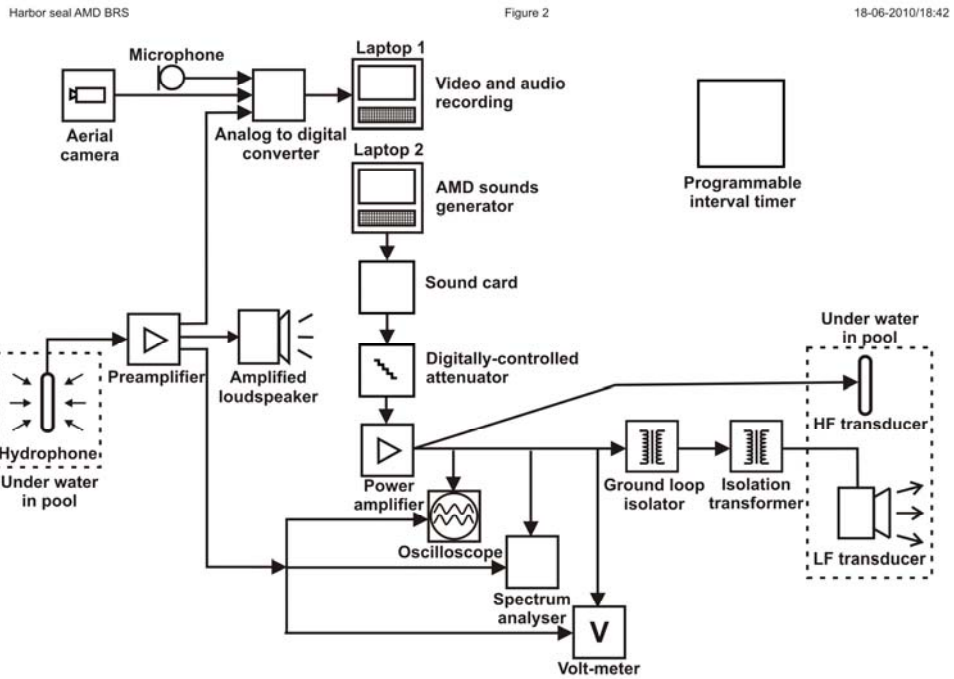 Harbor seal AMD BRS
Figure 2
18-06-2010/18:42
Microphone
Laptop 1
Video and audio
recording
Aerial
camera
Analog to digital
converter
Laptop 2
AMD sounds
generator
Programmable
interval timer
Sound card
Under water
in pool
Preamplifier
Amplified
loudspeaker
Digitally-controlled
attenuator
HF transducer
Hydrophone
Under water
in pool
Power
amplifier
Ground loop
isolator
Isolation
transformer
Oscilloscope
LF transducer
Spectrum
analyser
V
Volt-meter